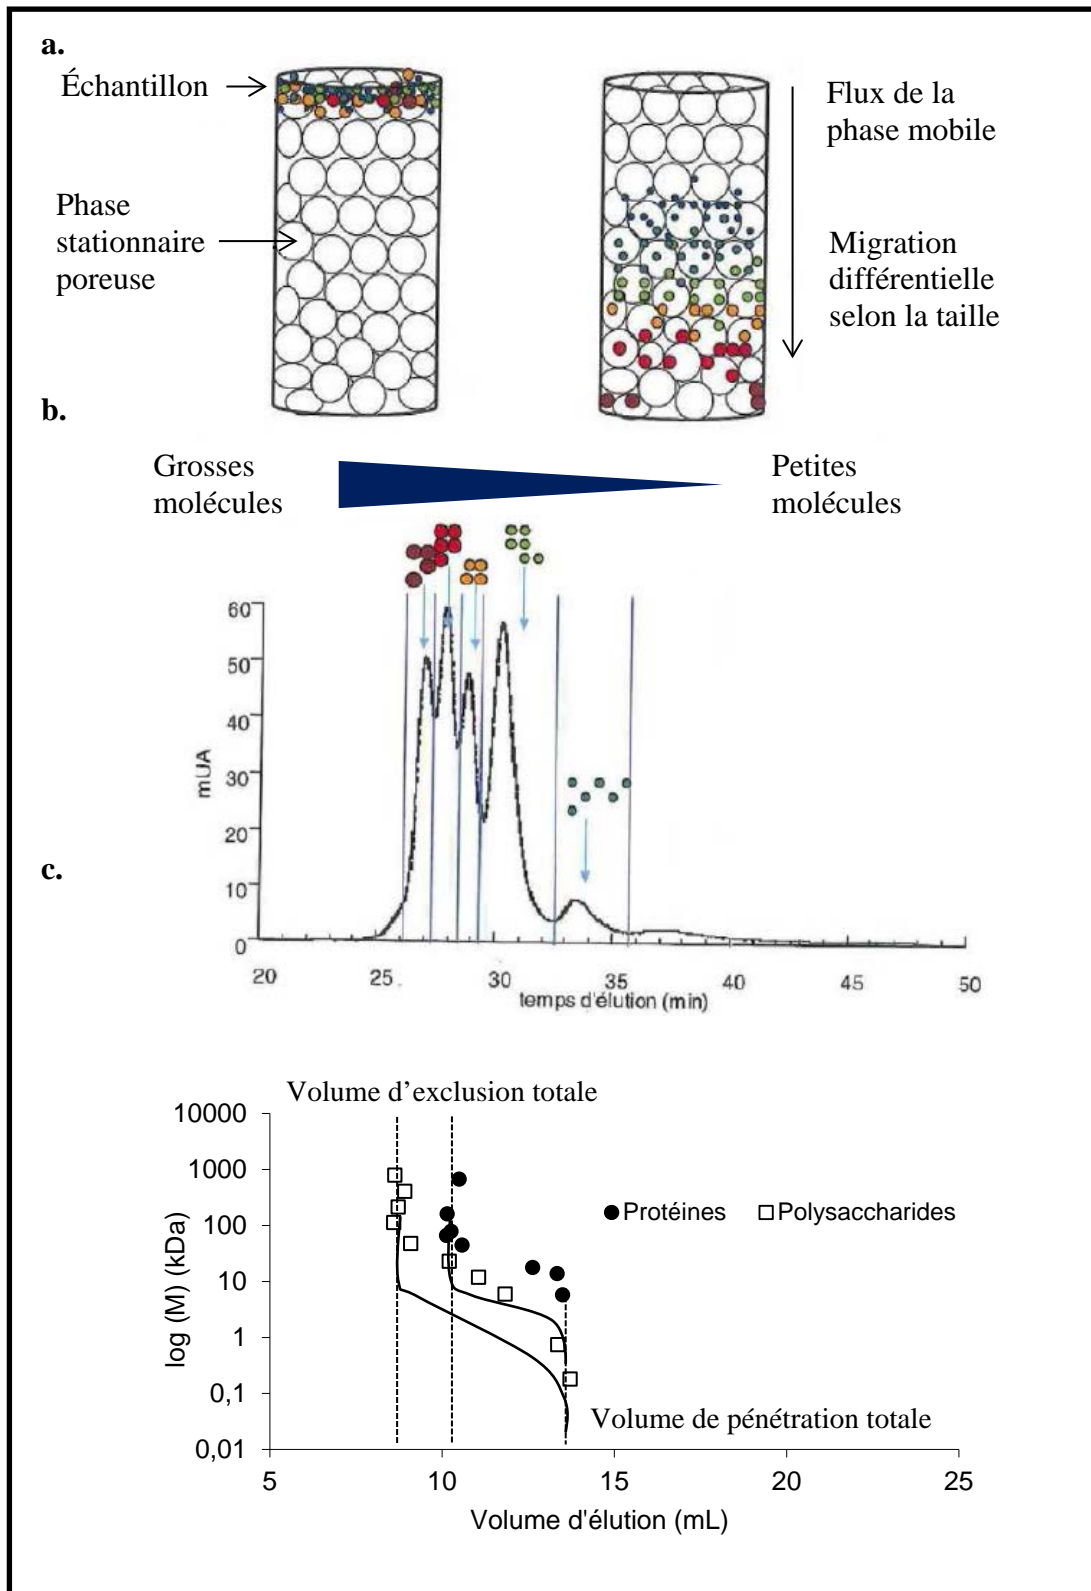 a.
Échantillon
Phase
stationnaire
poreuse
Flux de la
phase mobile
Migration
différentielle
selon la taille
b.
Grosses
molécules
Petites
molécules
60
50
40
30
20
10
0
mUA
20
25
30
35
40
45
50
temps d'élution (min)
c.
Volume d'exclusion totale
10000
1000
100
10
1
0,1
0,01
log (M) (kDa)
Protéines
Polysaccharides
Volume de pénétration totale
5
10
15
20
25
Volume d'élution (mL)